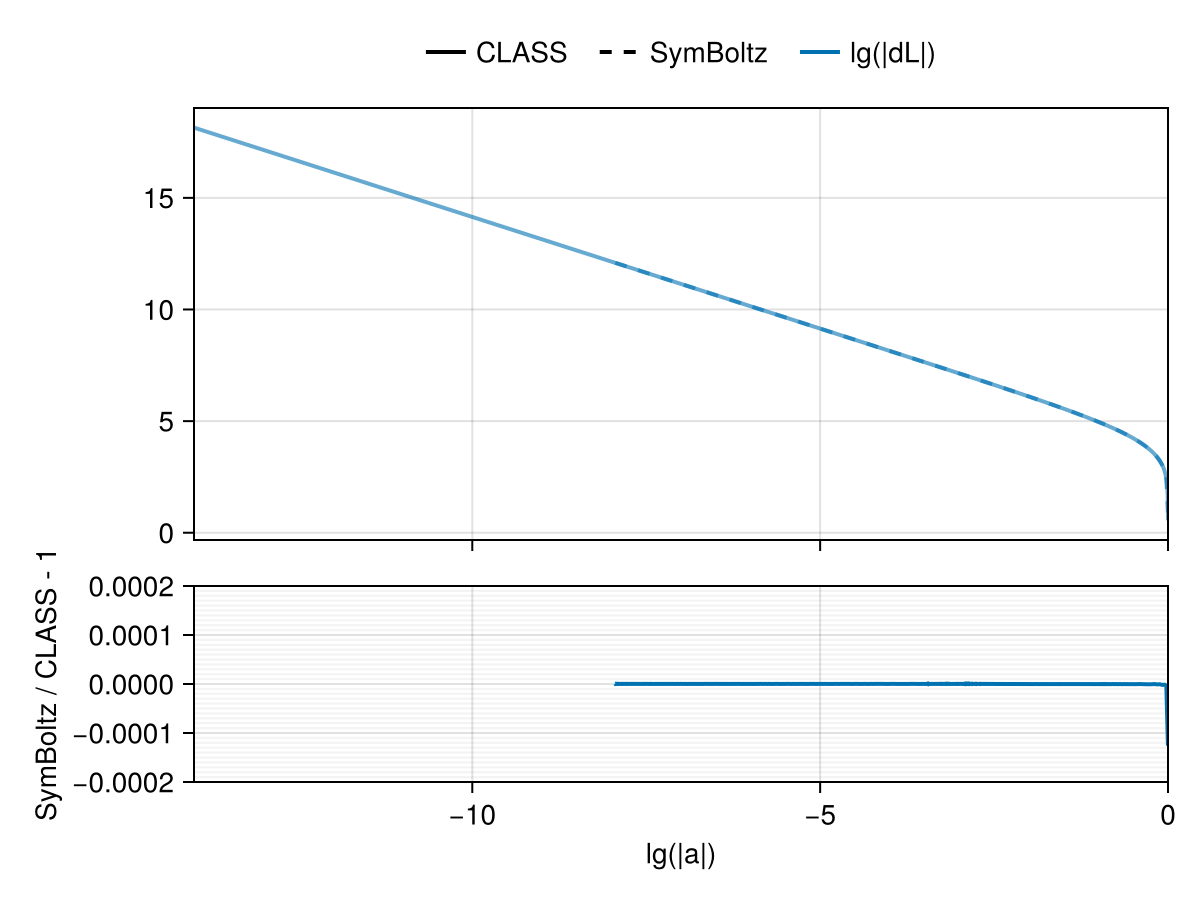 CLASS SymBoltz lg(|dL|)
15
10
5
0
SymBoltz / CLASS - 1
0.0002
0.0001
0.0000
−0.0001
−0.0002
−10 −5 0
lg(|a|)